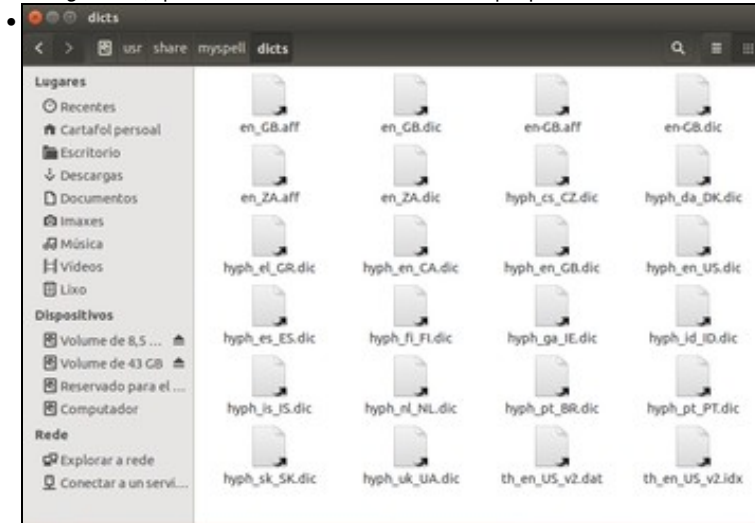 dicts
usr share myspell dicts
Lugares
Recentes
Cartafol persoal
Escritorio
Descargas
Documentos
Imaxes
Música
Vídeos
Lixo
Dispositivos
Volume de 8,5 ...
Volume de 43 GB
Reservado para el ...
Computador
Rede
Explorar a rede
Conectar a un servi...
en_GB.aff en_GB.dic en-GB.aff en-GB.dic
en_ZA.aff en_ZA.dic hyph_cs_CZ.dic hyph_da_DK.dic
hyph_el_GR.dic hyph_en_CA.dic hyph_en_GB.dic hyph_en_US.dic
hyph_es_ES.dic hyph_fi_FI.dic hyph_ga_IE.dic hyph_id_ID.dic
hyph_is_IS.dic hyph_nl_NL.dic hyph_pt_BR.dic hyph_pt_PT.dic
hyph_sk_SK.dic hyph_uk_UA.dic th_en_US_v2.dat th_en_US_v2.idx